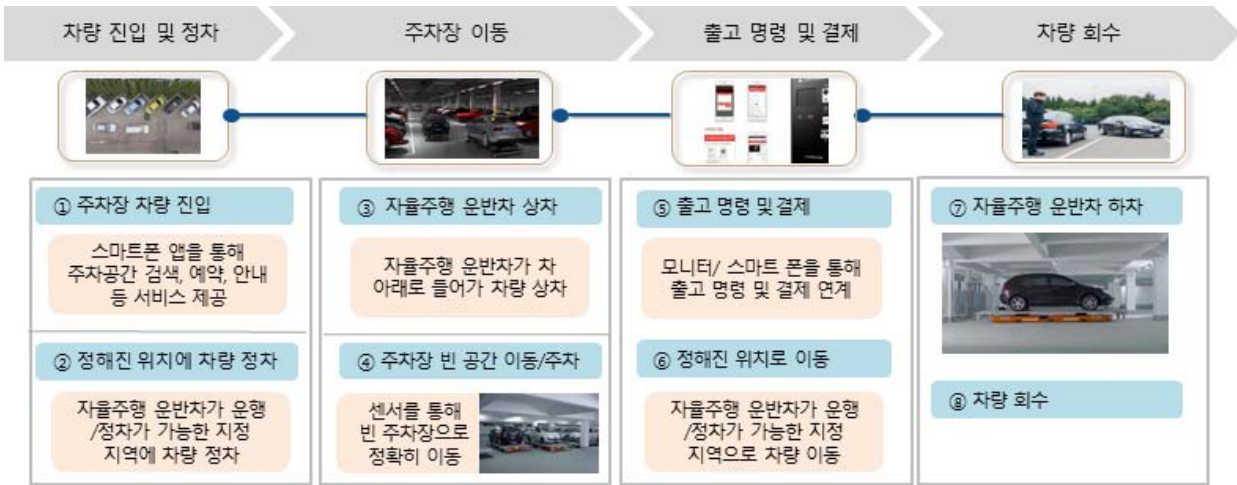 차량 진입 및 정차
주차장 이동
출고 명령 및 결제
차량 회수
① 주차장 차량 진입
스마트폰 앱을 통해
주차공간 검색, 예약, 안내
등 서비스 제공
② 정해진 위치에 차량 정차
자율주행 운반차가 운행
/정차가 가능한 지정
지역에 차량 정차
③ 자율주행 운반차 상차
자율주행 운반차가 차
아래로 들어가 차량 상차
④ 주차장 빈 공간 이동/주차
센서를 통해
빈 주차장으로
정확히 이동
⑤ 출고 명령 및 결제
모니터/ 스마트 폰을 통해
출고 명령 및 결제 연계
⑥ 정해진 위치로 이동
자율주행 운반차가 운행
/정차가 가능한 지정
지역으로 차량 이동
⑦ 자율주행 운반차 하차
⑧ 차량 회수